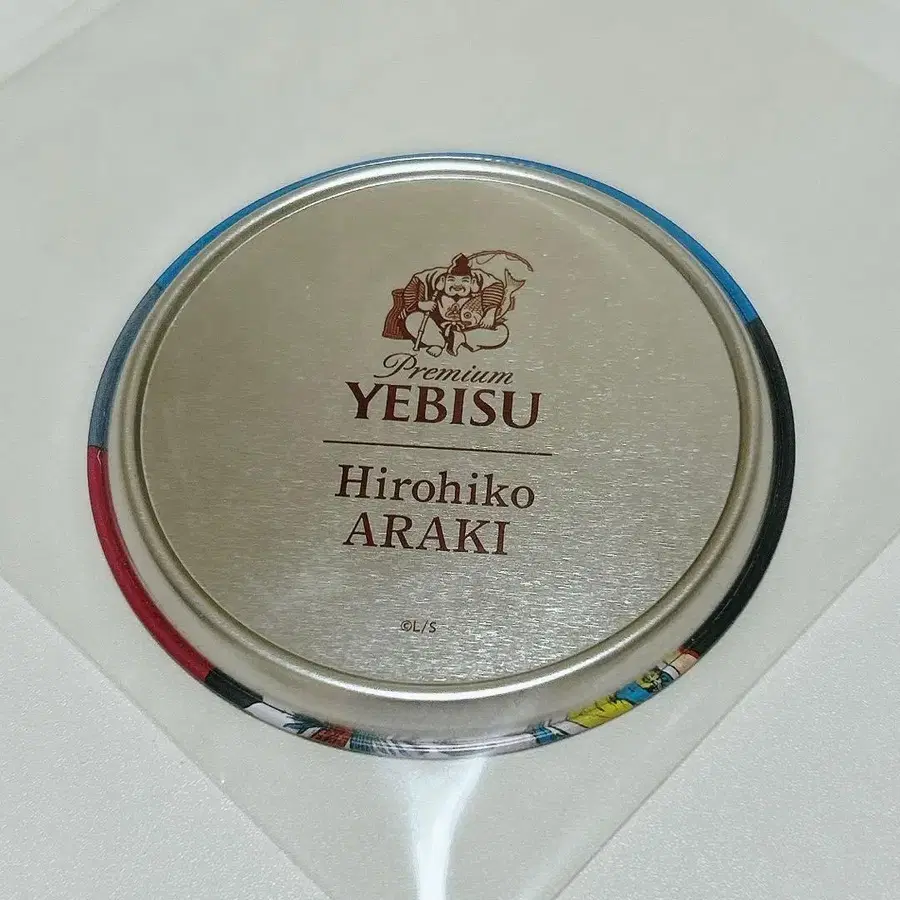 Premium
YEBISU
Hirohiko
ARAKI
©L/S